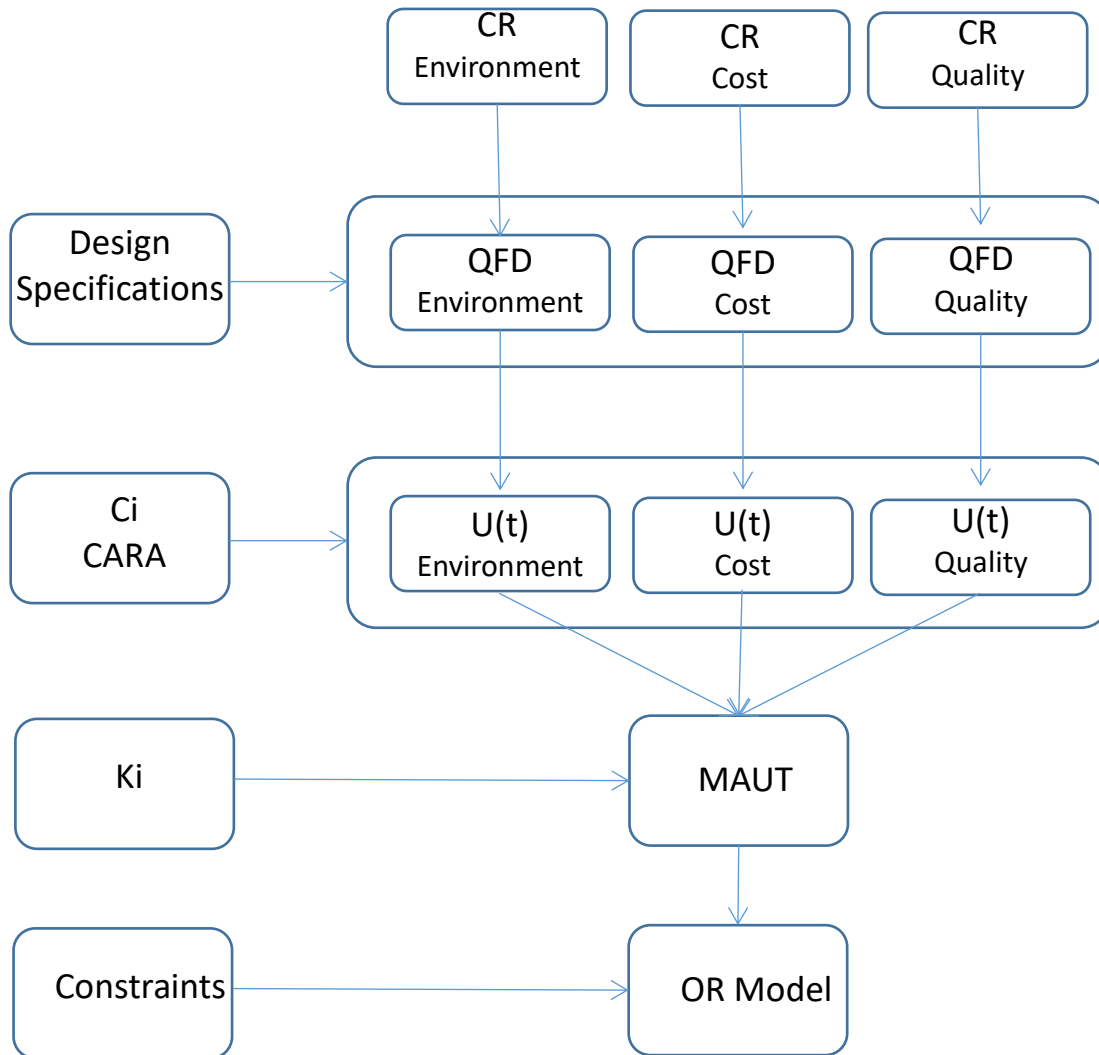 CR
Environment
CR
Cost
CR
Quality
Design
Specifications
QFD
Environment
QFD
Cost
QFD
Quality
Ci
CARA
U(t)
Environment
U(t)
Cost
U(t)
Quality
Ki
MAUT
Constraints
OR Model